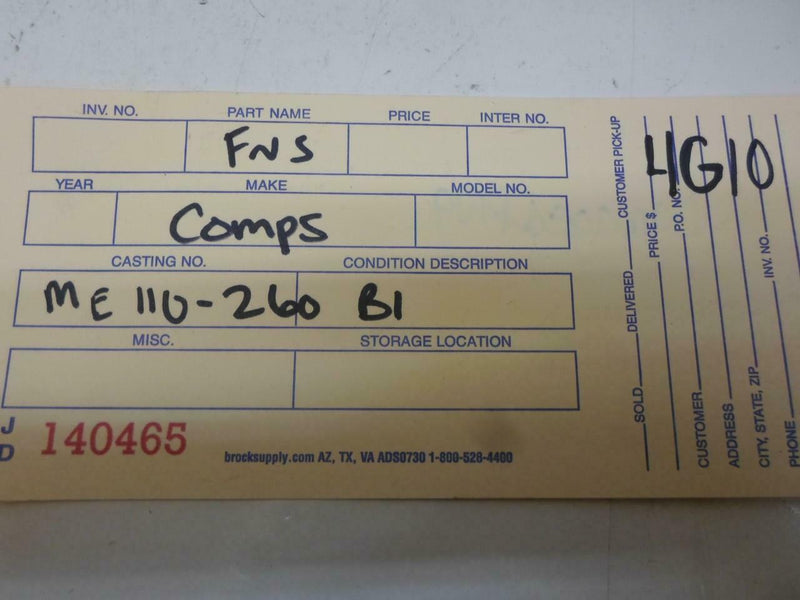 INV. NO. PART NAME PRICE INTER NO.
FNS
YEAR MAKE MODEL NO.
Comps
CASTING NO. CONDITION DESCRIPTION
ME 110-260 B1
MISC. STORAGE LOCATION
J
D
140465
brocksupply.com AZ, TX, VA ADS0730 1-800-528-4400
4G10
SOLD DELIVERED CUSTOMER PICK-UP
PRICE $
P.O. NO.
CUSTOMER
ADDRESS
CITY, STATE, ZIP INV. NO.
PHONE